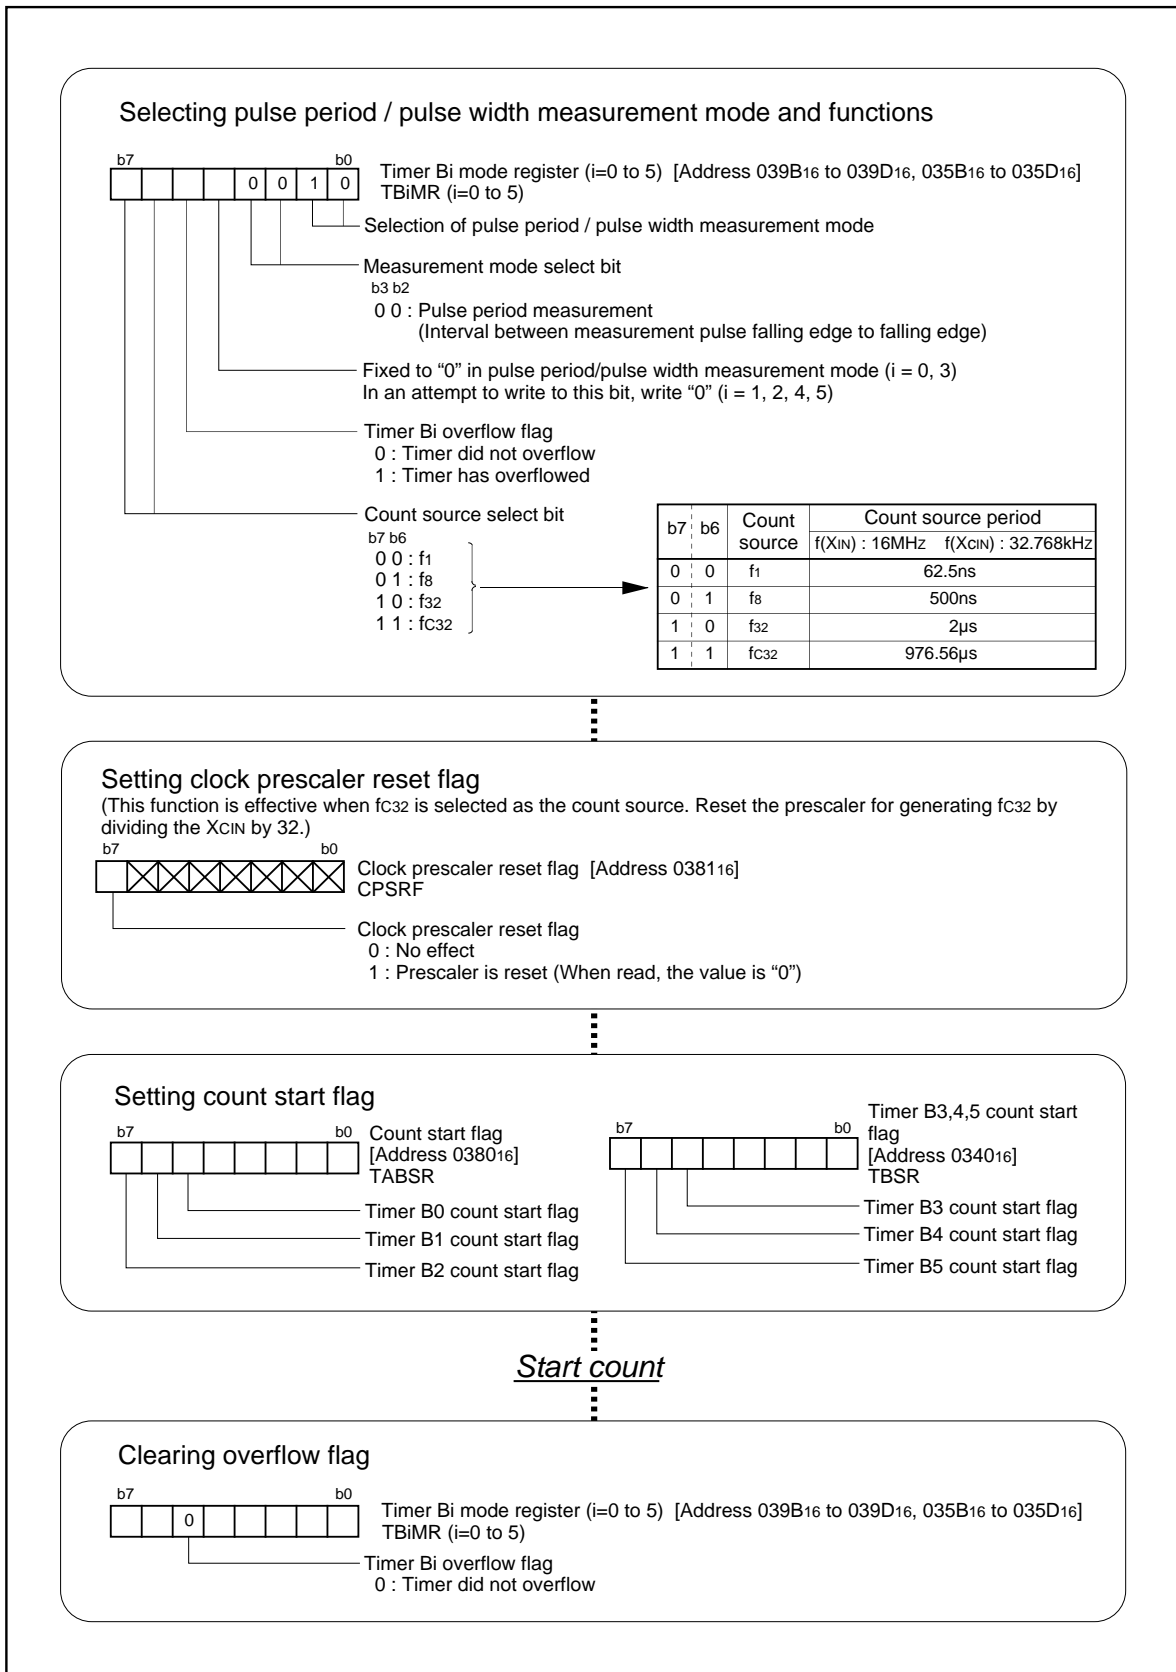 Selecting pulse period / pulse width measurement mode and functions
b7 b0
0 0 1 0
Timer Bi mode register (i=0 to 5) [Address 039B16 to 039D16, 035B16 to 035D16]
TBiMR (i=0 to 5)
Selection of pulse period / pulse width measurement mode
Measurement mode select bit
b3 b2
0 0 : Pulse period measurement
(Interval between measurement pulse falling edge to falling edge)
Fixed to “0” in pulse period/pulse width measurement mode (i = 0, 3)
In an attempt to write to this bit, write “0” (i = 1, 2, 4, 5)
Timer Bi overflow flag
0 : Timer did not overflow
1 : Timer has overflowed
Count source select bit
b7 b6
0 0 : f1
0 1 : f8
1 0 : f32
1 1 : fC32
b7 b6 Count source Count source period
f(XIN) : 16MHz f(XCIN) : 32.768kHz
0 0 f1 62.5ns
0 1 f8 500ns
1 0 f32 2µs
1 1 fC32 976.56µs
Setting clock prescaler reset flag
(This function is effective when fC32 is selected as the count source. Reset the prescaler for generating fC32 by
dividing the XCIN by 32.)
b7 b0
Clock prescaler reset flag [Address 038116]
CPSRF
Clock prescaler reset flag
0 : No effect
1 : Prescaler is reset (When read, the value is “0”)
Setting count start flag
b7 b0
Count start flag
[Address 038016]
TABSR
Timer B0 count start flag
Timer B1 count start flag
Timer B2 count start flag
b7 b0
Timer B3,4,5 count start
flag
[Address 034016]
TBSR
Timer B3 count start flag
Timer B4 count start flag
Timer B5 count start flag
Start count
Clearing overflow flag
b7 b0
0
Timer Bi mode register (i=0 to 5) [Address 039B16 to 039D16, 035B16 to 035D16]
TBiMR (i=0 to 5)
Timer Bi overflow flag
0 : Timer did not overflow